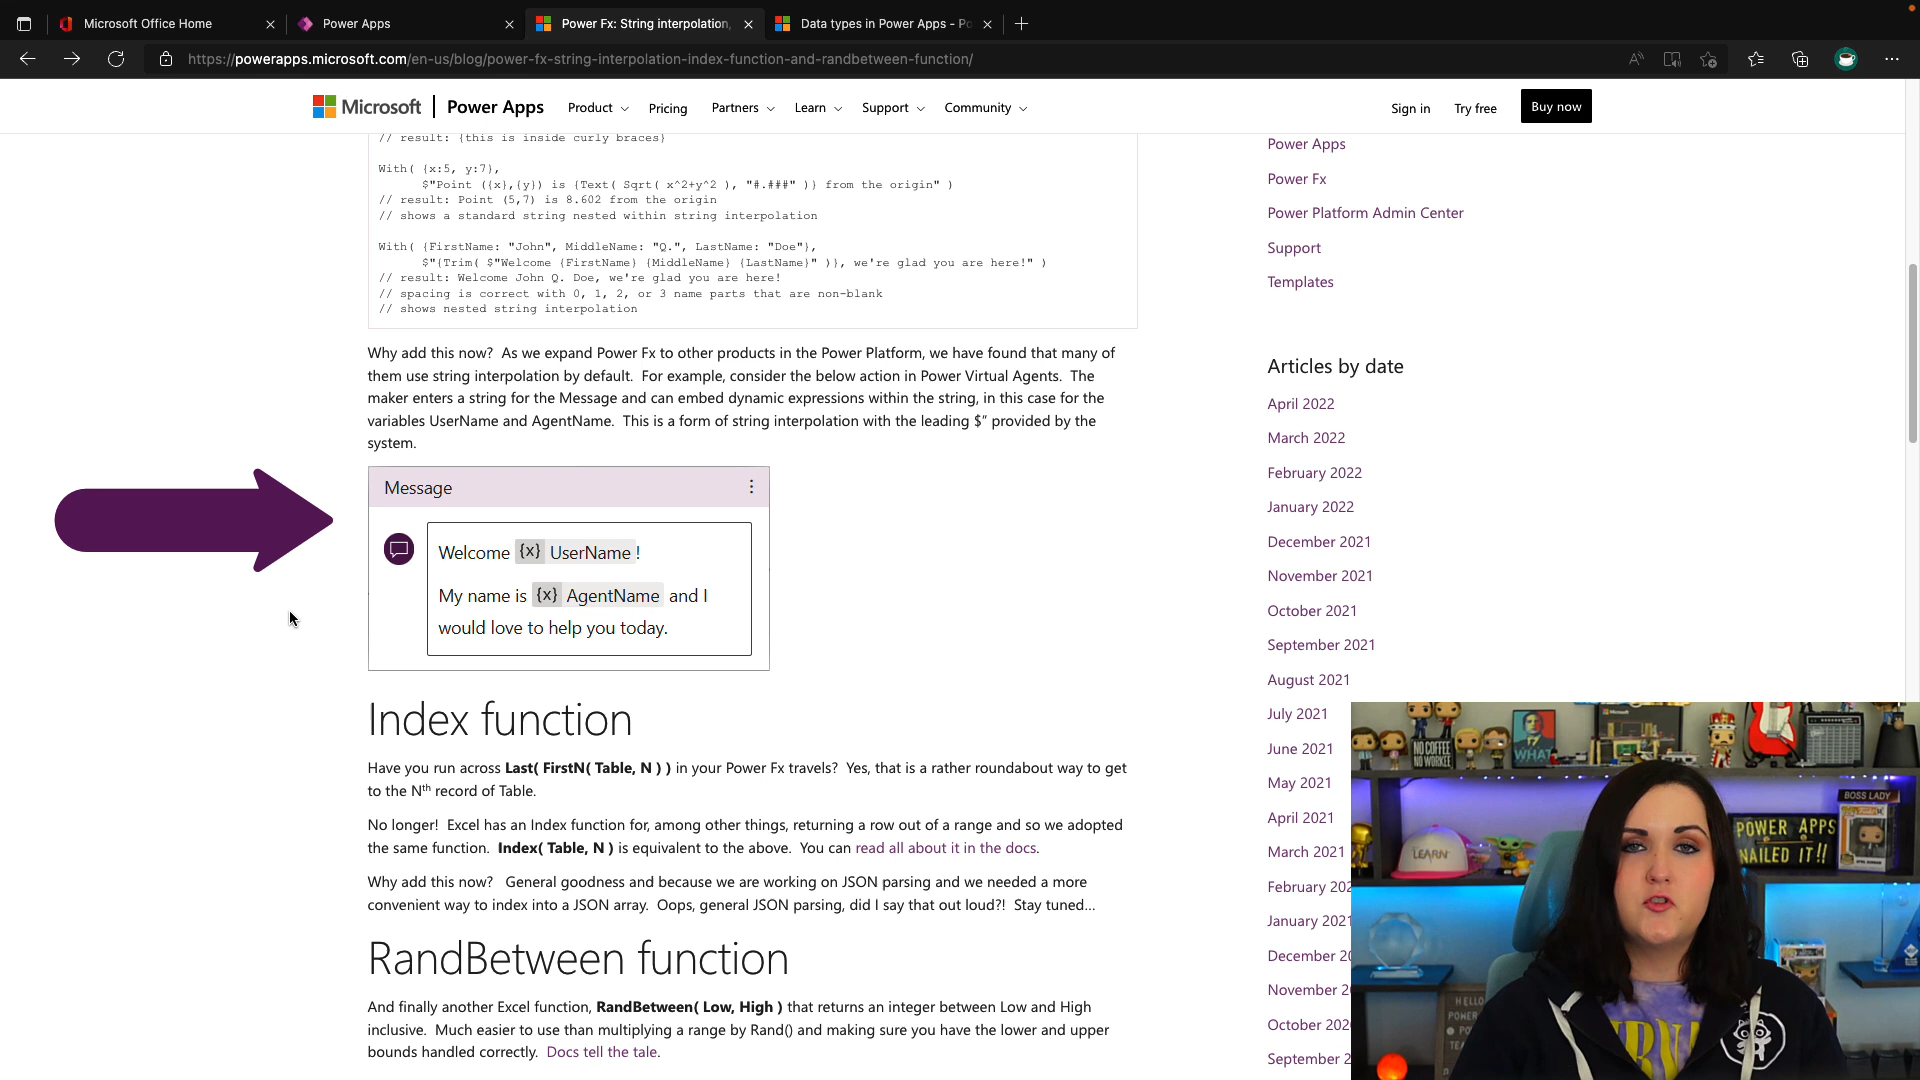 Microsoft Office Home
Power Apps
Power Fx: String interpolation,
Data types in Power Apps - Po
https://powerapps.microsoft.com/en-us/blog/power-fx-string-interpolation-index-function-and-randbetween-function/
Microsoft
Power Apps
Product
Pricing
Partners
Learn
Support
Community
Sign in
Try free
Buy now
// result: {this is inside curly braces}
With( {x:5, y:7},
$"Point ({x},{y}) is {Text( Sqrt( x^2+y^2 ), "#.###" )} from the origin" )
// result: Point (5,7) is 8.602 from the origin
// shows a standard string nested within string interpolation
With( {FirstName: "John", MiddleName: "Q.", LastName: "Doe"},
$"{Trim( $"Welcome {FirstName} {MiddleName} {LastName}" )}, we're glad you are here!" )
// result: Welcome John Q. Doe, we're glad you are here!
// spacing is correct with 0, 1, 2, or 3 name parts that are non-blank
// shows nested string interpolation
Why add this now?  As we expand Power Fx to other products in the Power Platform, we have found that many of
them use string interpolation by default.  For example, consider the below action in Power Virtual Agents.  The
maker enters a string for the Message and can embed dynamic expressions within the string, in this case for the
variables UserName and AgentName.  This is a form of string interpolation with the leading $” provided by the
system.
Message
Welcome {x} UserName !
My name is {x} AgentName and I
would love to help you today.
Index function
Have you run across Last( FirstN( Table, N ) ) in your Power Fx travels?  Yes, that is a rather roundabout way to get
to the Nth record of Table.
No longer!  Excel has an Index function for, among other things, returning a row out of a range and so we adopted
the same function.  Index( Table, N ) is equivalent to the above.  You can read all about it in the docs.
Why add this now?   General goodness and because we are working on JSON parsing and we needed a more
convenient way to index into a JSON array.  Oops, general JSON parsing, did I say that out loud?!  Stay tuned…
RandBetween function
And finally another Excel function, RandBetween( Low, High ) that returns an integer between Low and High
inclusive.  Much easier to use than multiplying a range by Rand() and making sure you have the lower and upper
bounds handled correctly.  Docs tell the tale.
Power Apps
Power Fx
Power Platform Admin Center
Support
Templates
Articles by date
April 2022
March 2022
February 2022
January 2022
December 2021
November 2021
October 2021
September 2021
August 2021
July 2021
June 2021
May 2021
April 2021
March 2021
February 202
January 2021
December 20
November 2
October 202
September 2
NO COFFEE
NO WORKEE
WHAT
BOSS LADY
LEARN
POWER APPS
NAILED IT!!
HELLO
POWER